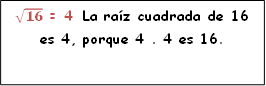 √16 = 4 La raíz cuadrada de 16
es 4, porque 4 . 4 es 16.